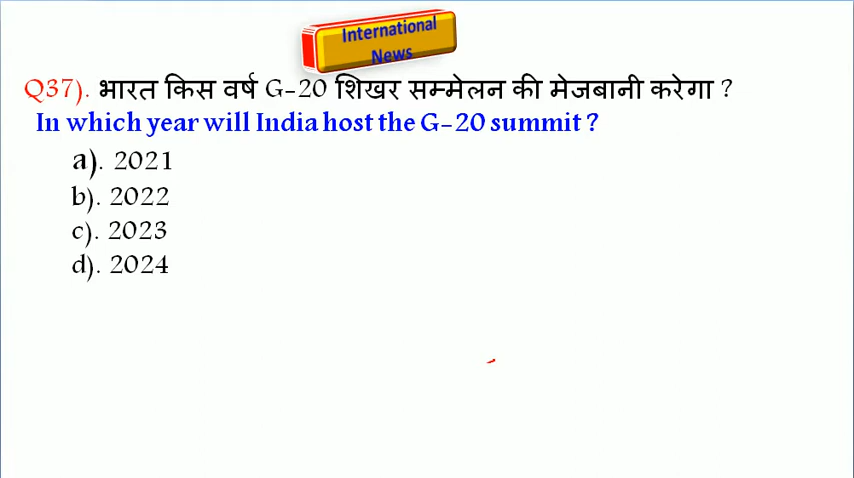 International
News
Q37). भारत किस वर्ष G-20 शिखर सम्मेलन की मेजबानी करेगा ?
In which year will India host the G-20 summit ?
a). 2021
b). 2022
c). 2023
d). 2024